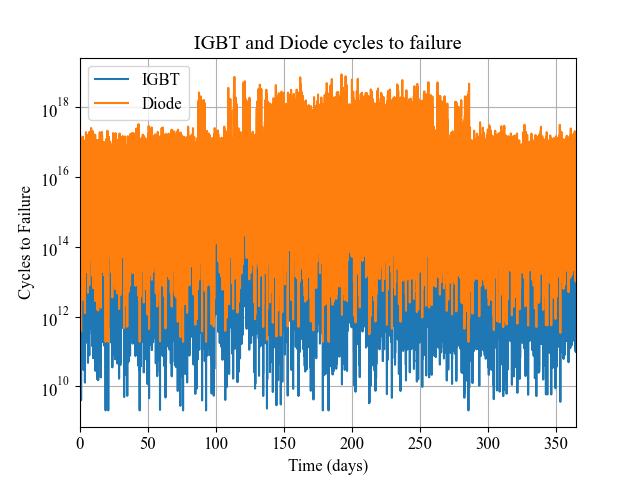 IGBT and Diode cycles to failure
IGBT
Diode
Cycles to Failure
10^18
10^16
10^14
10^12
10^10
0 50 100 150 200 250 300 350
Time (days)